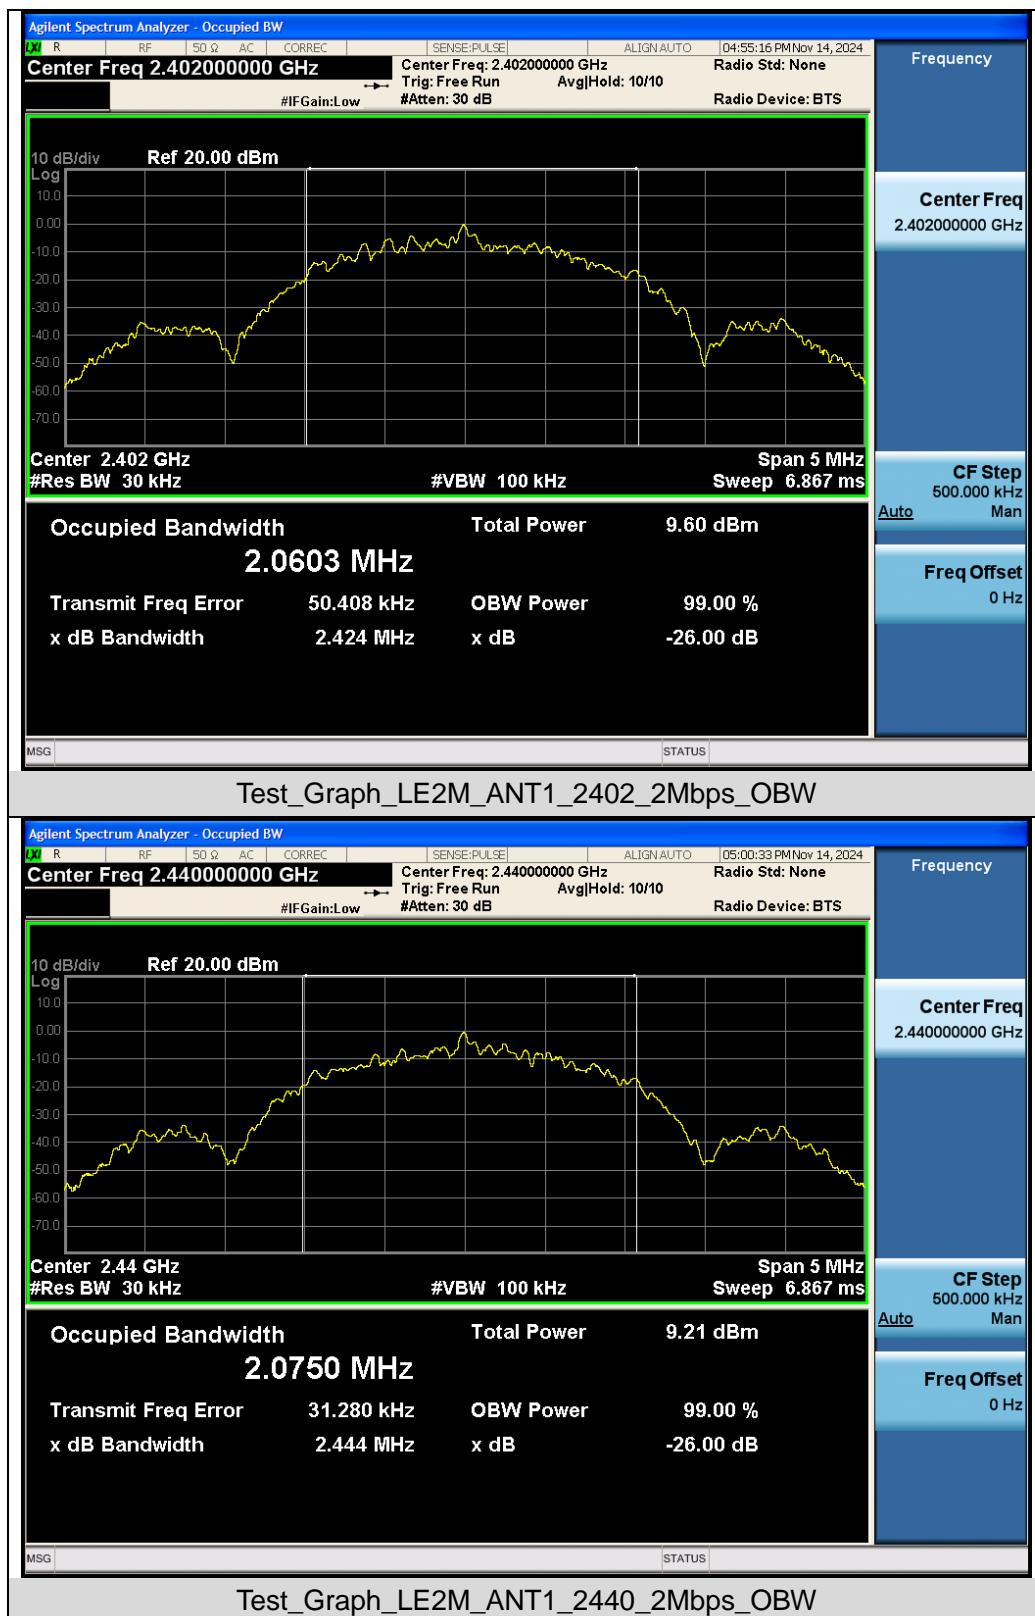 Agilent Spectrum Analyzer - Occupied BW
LXI R RF 50 Ω AC CORREC SENSE:PULSE ALIGN AUTO 04:55:16 PM Nov 14, 2024
Center Freq 2.402000000 GHz Center Freq: 2.402000000 GHz Radio Std: None
Trig: Free Run Avg|Hold: 10/10
#IFGain:Low #Atten: 30 dB Radio Device: BTS
Frequency
10 dB/div Ref 20.00 dBm
Log
10.0
0.00
-10.0
-20.0
-30.0
-40.0
-50.0
-60.0
-70.0
Center 2.402 GHz Span 5 MHz
#Res BW 30 kHz #VBW 100 kHz Sweep 6.867 ms
Center Freq
2.402000000 GHz
CF Step
500.000 kHz
Auto Man
Freq Offset
0 Hz
Occupied Bandwidth Total Power 9.60 dBm
2.0603 MHz
Transmit Freq Error 50.408 kHz OBW Power 99.00 %
x dB Bandwidth 2.424 MHz x dB -26.00 dB
MSG STATUS
Test_Graph_LE2M_ANT1_2402_2Mbps_OBW
Agilent Spectrum Analyzer - Occupied BW
LXI R RF 50 Ω AC CORREC SENSE:PULSE ALIGN AUTO 05:00:33 PM Nov 14, 2024
Center Freq 2.440000000 GHz Center Freq: 2.440000000 GHz Radio Std: None
Trig: Free Run Avg|Hold: 10/10
#IFGain:Low #Atten: 30 dB Radio Device: BTS
Frequency
10 dB/div Ref 20.00 dBm
Log
10.0
0.00
-10.0
-20.0
-30.0
-40.0
-50.0
-60.0
-70.0
Center 2.44 GHz Span 5 MHz
#Res BW 30 kHz #VBW 100 kHz Sweep 6.867 ms
Center Freq
2.440000000 GHz
CF Step
500.000 kHz
Auto Man
Freq Offset
0 Hz
Occupied Bandwidth Total Power 9.21 dBm
2.0750 MHz
Transmit Freq Error 31.280 kHz OBW Power 99.00 %
x dB Bandwidth 2.444 MHz x dB -26.00 dB
MSG STATUS
Test_Graph_LE2M_ANT1_2440_2Mbps_OBW